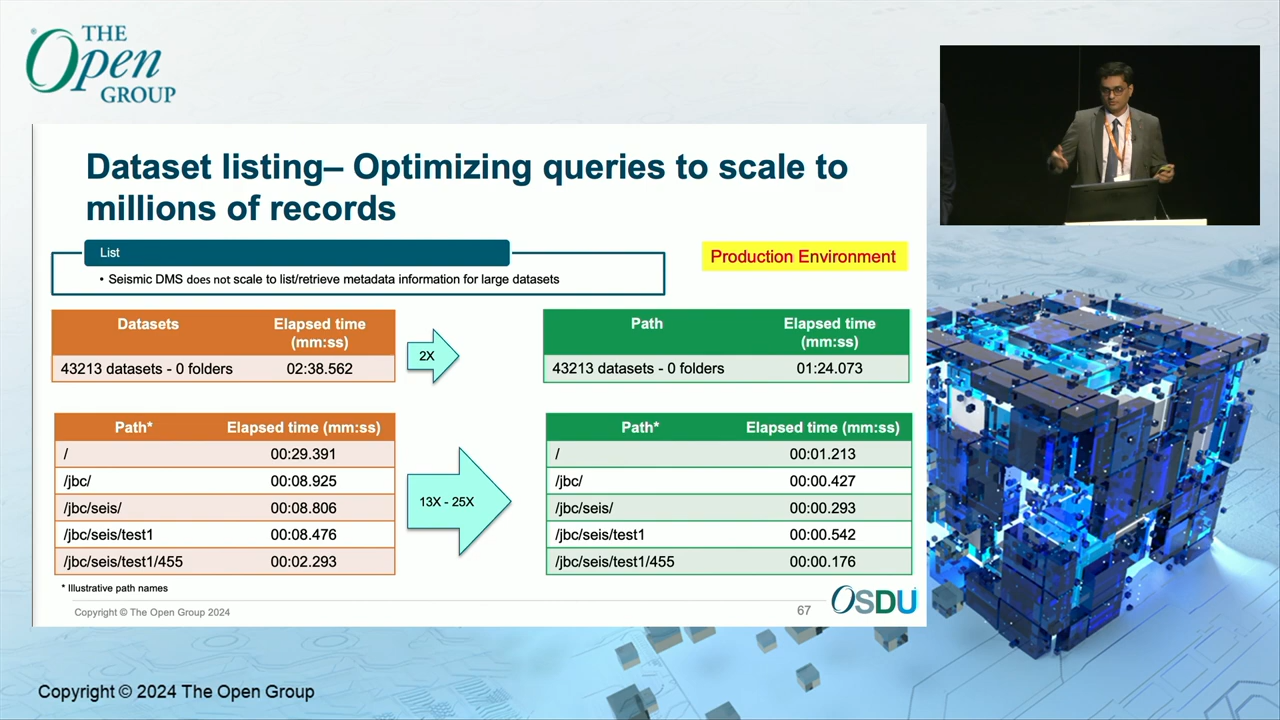 THE
Open
GROUP
Dataset listing– Optimizing queries to scale to
millions of records
List
• Seismic DMS does not scale to list/retrieve metadata information for large datasets
Production Environment
Datasets Elapsed time (mm:ss)
43213 datasets - 0 folders 02:38.562
2X
Path Elapsed time (mm:ss)
43213 datasets - 0 folders 01:24.073
Path* Elapsed time (mm:ss)
/ 00:29.391
/jbc/ 00:08.925
/jbc/seis/ 00:08.806
/jbc/seis/test1 00:08.476
/jbc/seis/test1/455 00:02.293
13X - 25X
Path* Elapsed time (mm:ss)
/ 00:01.213
/jbc/ 00:00.427
/jbc/seis/ 00:00.293
/jbc/seis/test1 00:00.542
/jbc/seis/test1/455 00:00.176
* Illustrative path names
Copyright © The Open Group 2024
67
OSDU
Copyright © 2024 The Open Group